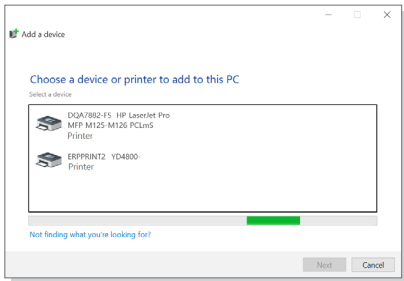 Add a device
Choose a device or printer to add to this PC
Select a device
DQA7882-F5 HP LaserJet Pro
MFP M125-M126 PCLmS
Printer
ERPPRINT2 YD4800-
Printer
Not finding what you're looking for?
Next
Cancel